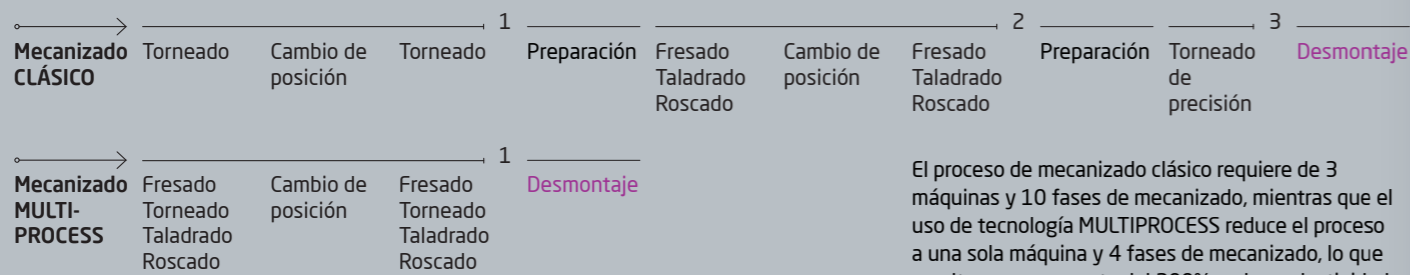 1
2
3
Mecanizado CLÁSICO
Torneado
Cambio de posición
Torneado
Preparación
Fresado
Taladrado
Roscado
Cambio de posición
Fresado
Taladrado
Roscado
Preparación
Torneado de precisión
Desmontaje
1
Mecanizado MULTI-PROCESS
Fresado
Torneado
Taladrado
Roscado
Cambio de posición
Fresado
Torneado
Taladrado
Roscado
Desmontaje
El proceso de mecanizado clásico requiere de 3
máquinas y 10 fases de mecanizado, mientras que el
uso de tecnología MULTIPROCESS reduce el proceso
a una sola máquina y 4 fases de mecanizado, lo que